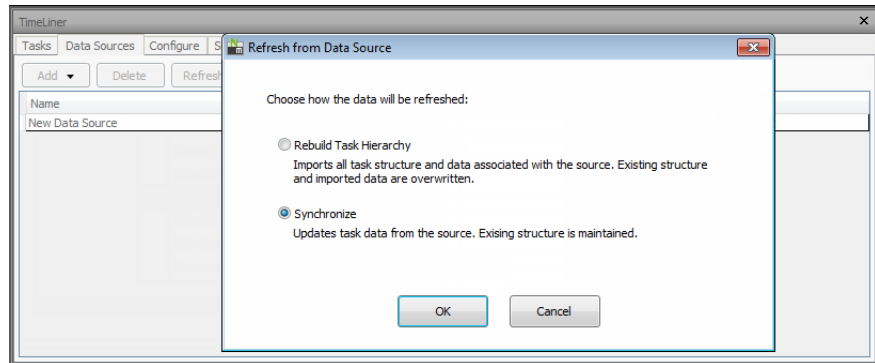 TimeLiner
Tasks Data Sources Configure S
Refresh from Data Source
Add Delete Refresh
Name
New Data Source
Choose how the data will be refreshed:
Rebuild Task Hierarchy
Imports all task structure and data associated with the source. Existing structure
and imported data are overwritten.
Synchronize
Updates task data from the source. Exising structure is maintained.
OK Cancel